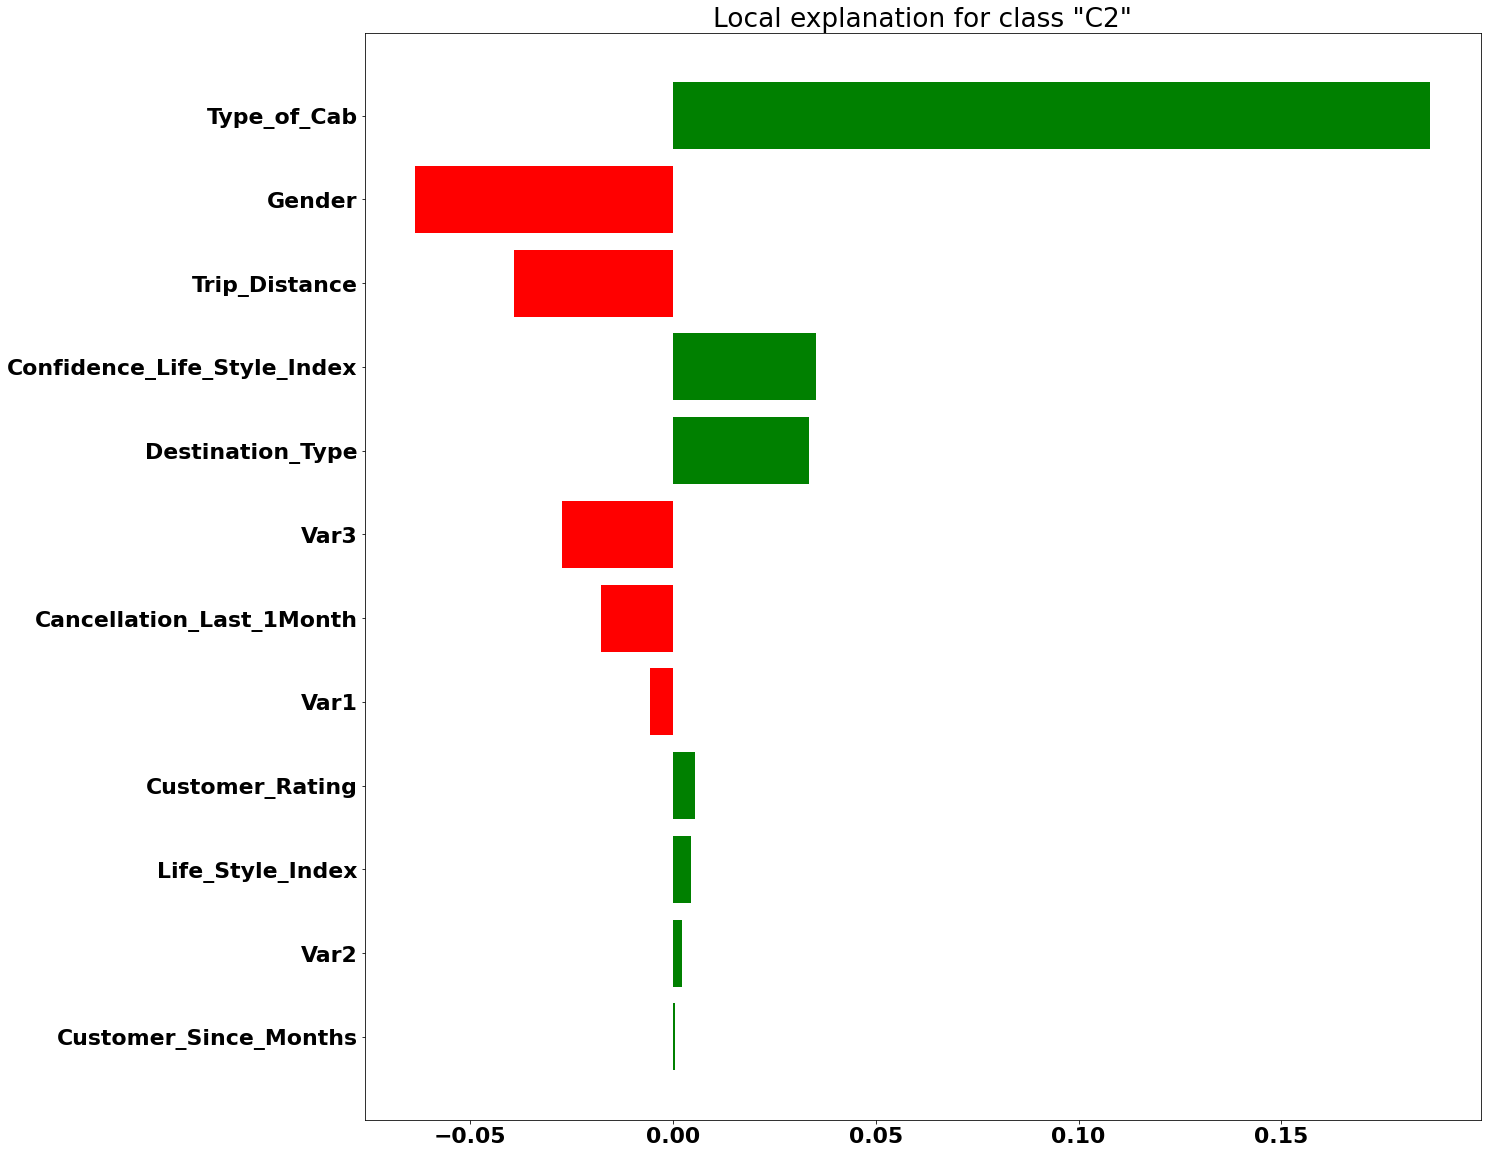 Local explanation for class "C2"
Type_of_Cab
Gender
Trip_Distance
Confidence_Life_Style_Index
Destination_Type
Var3
Cancellation_Last_1Month
Var1
Customer_Rating
Life_Style_Index
Var2
Customer_Since_Months
−0.05 0.00 0.05 0.10 0.15